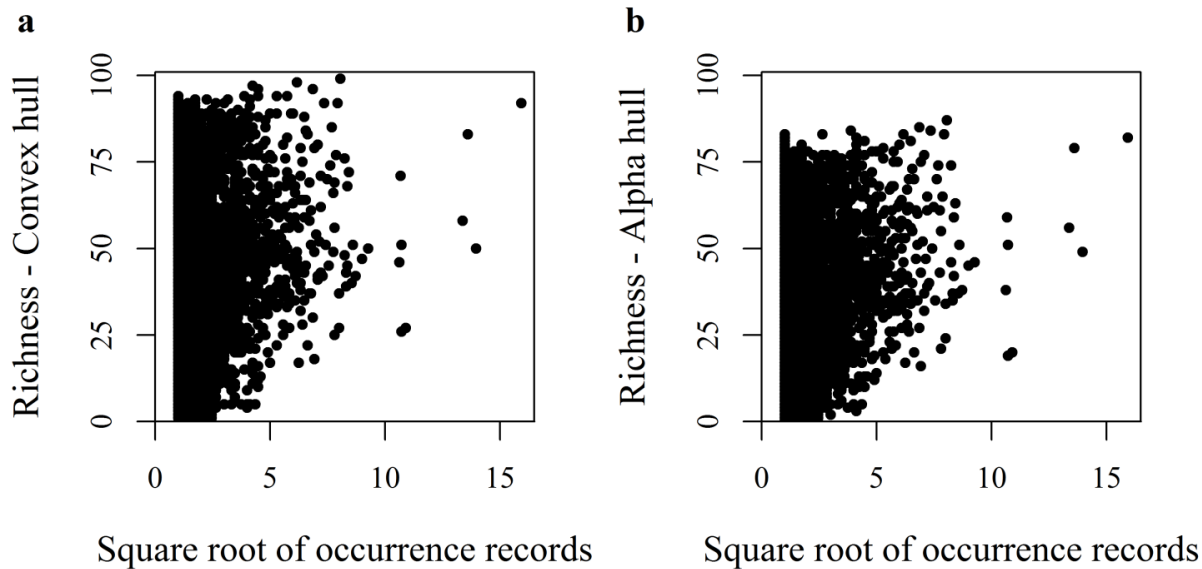 a
Richness - Convex hull
100
75
50
25
0
0 5 10 15
Square root of occurrence records
b
Richness - Alpha hull
100
75
50
25
0
0 5 10 15
Square root of occurrence records